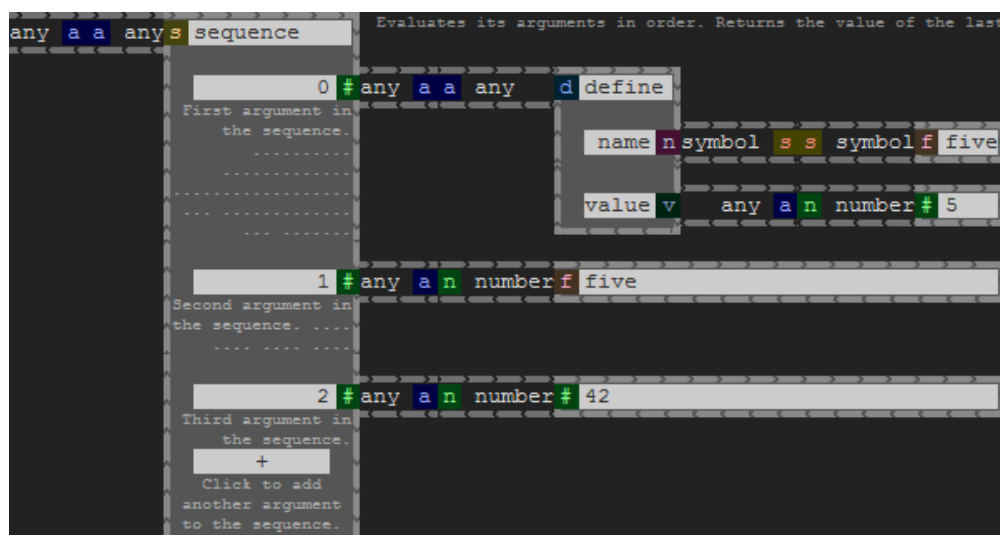 Evaluates its arguments in order. Returns the value of the last
any a a any s sequence
0 # any a a any d define
First argument in
the sequence.
name n symbol s s symbol f five
value v any a n number # 5
1 # any a n number f five
Second argument in
the sequence. ....
2 # any a n number # 42
Third argument in
the sequence.
+
Click to add
another argument
to the sequence.